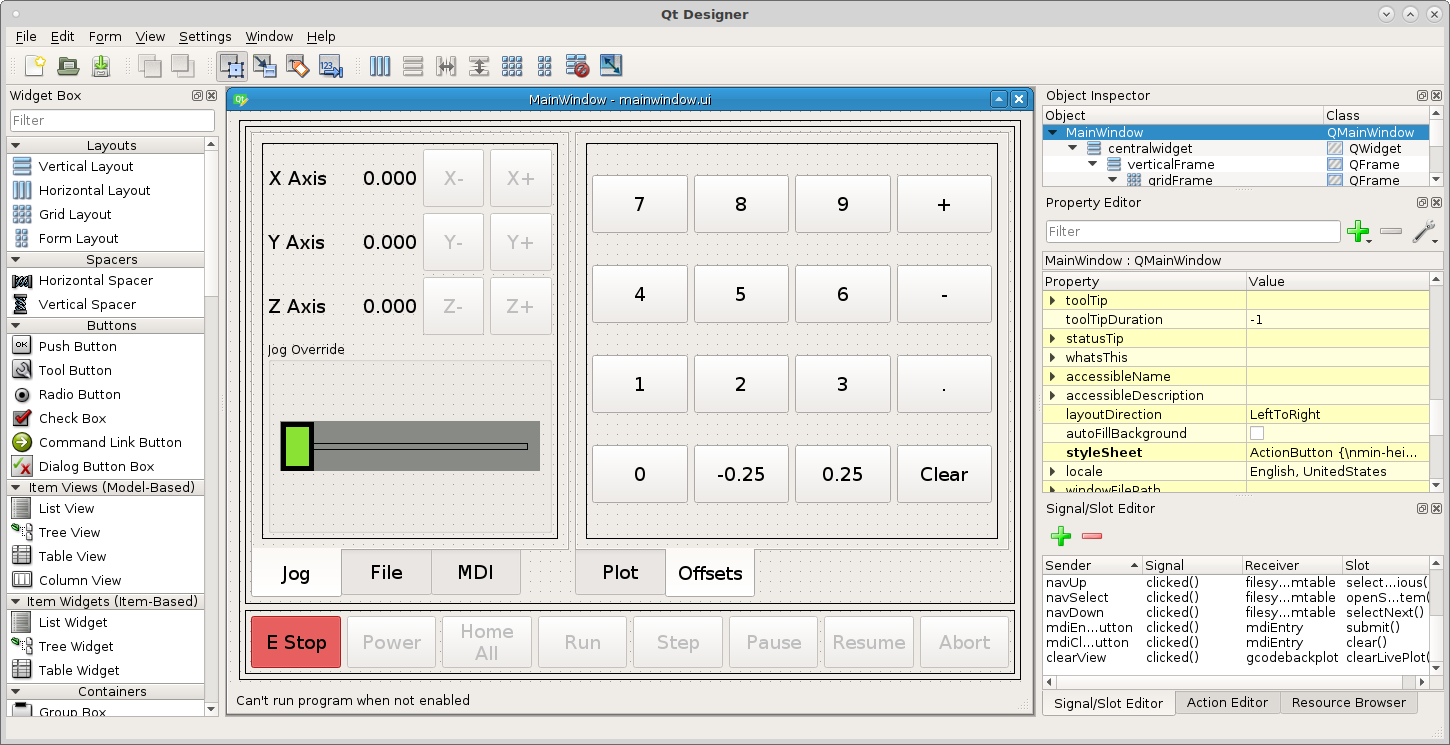 Qt Designer
File Edit Form View Settings Window Help
Widget Box
Filter
Layouts
Vertical Layout
Horizontal Layout
Grid Layout
Form Layout
Spacers
Horizontal Spacer
Vertical Spacer
Buttons
OK Push Button
Tool Button
Radio Button
Check Box
Command Link Button
Dialog Button Box
Item Views (Model-Based)
List View
Tree View
Table View
Column View
Item Widgets (Item-Based)
List Widget
Tree Widget
Table Widget
Containers
Group Box
MainWindow - mainwindow.ui
X Axis 0.000 X- X+
Y Axis 0.000 Y- Y+
Z Axis 0.000 Z- Z+
Jog Override
Jog File MDI
7 8 9 +
4 5 6 -
1 2 3 .
0 -0.25 0.25 Clear
Plot Offsets
E Stop Power Home All Run Step Pause Resume Abort
Can't run program when not enabled
Object Inspector
Object Class
MainWindow QMainWindow
centralwidget QWidget
verticalFrame QFrame
gridFrame QFrame
Property Editor
Filter
MainWindow : QMainWindow
Property Value
toolTip
toolTipDuration -1
statusTip
whatsThis
accessibleName
accessibleDescription
layoutDirection LeftToRight
autoFillBackground
styleSheet ActionButton {\nmin-hei...
locale English, UnitedStates
windowFilePath
Signal/Slot Editor
Sender Signal Receiver Slot
navUp clicked() filesy...mtable select...ious(
navSelect clicked() filesy...mtable openS...tem(
navDown clicked() filesy...mtable selectNext()
mdiEn...utton clicked() mdiEntry submit()
mdiCl...utton clicked() mdiEntry clear()
clearView clicked() gcodebackplot clearLivePlot(
Signal/Slot Editor Action Editor Resource Browser